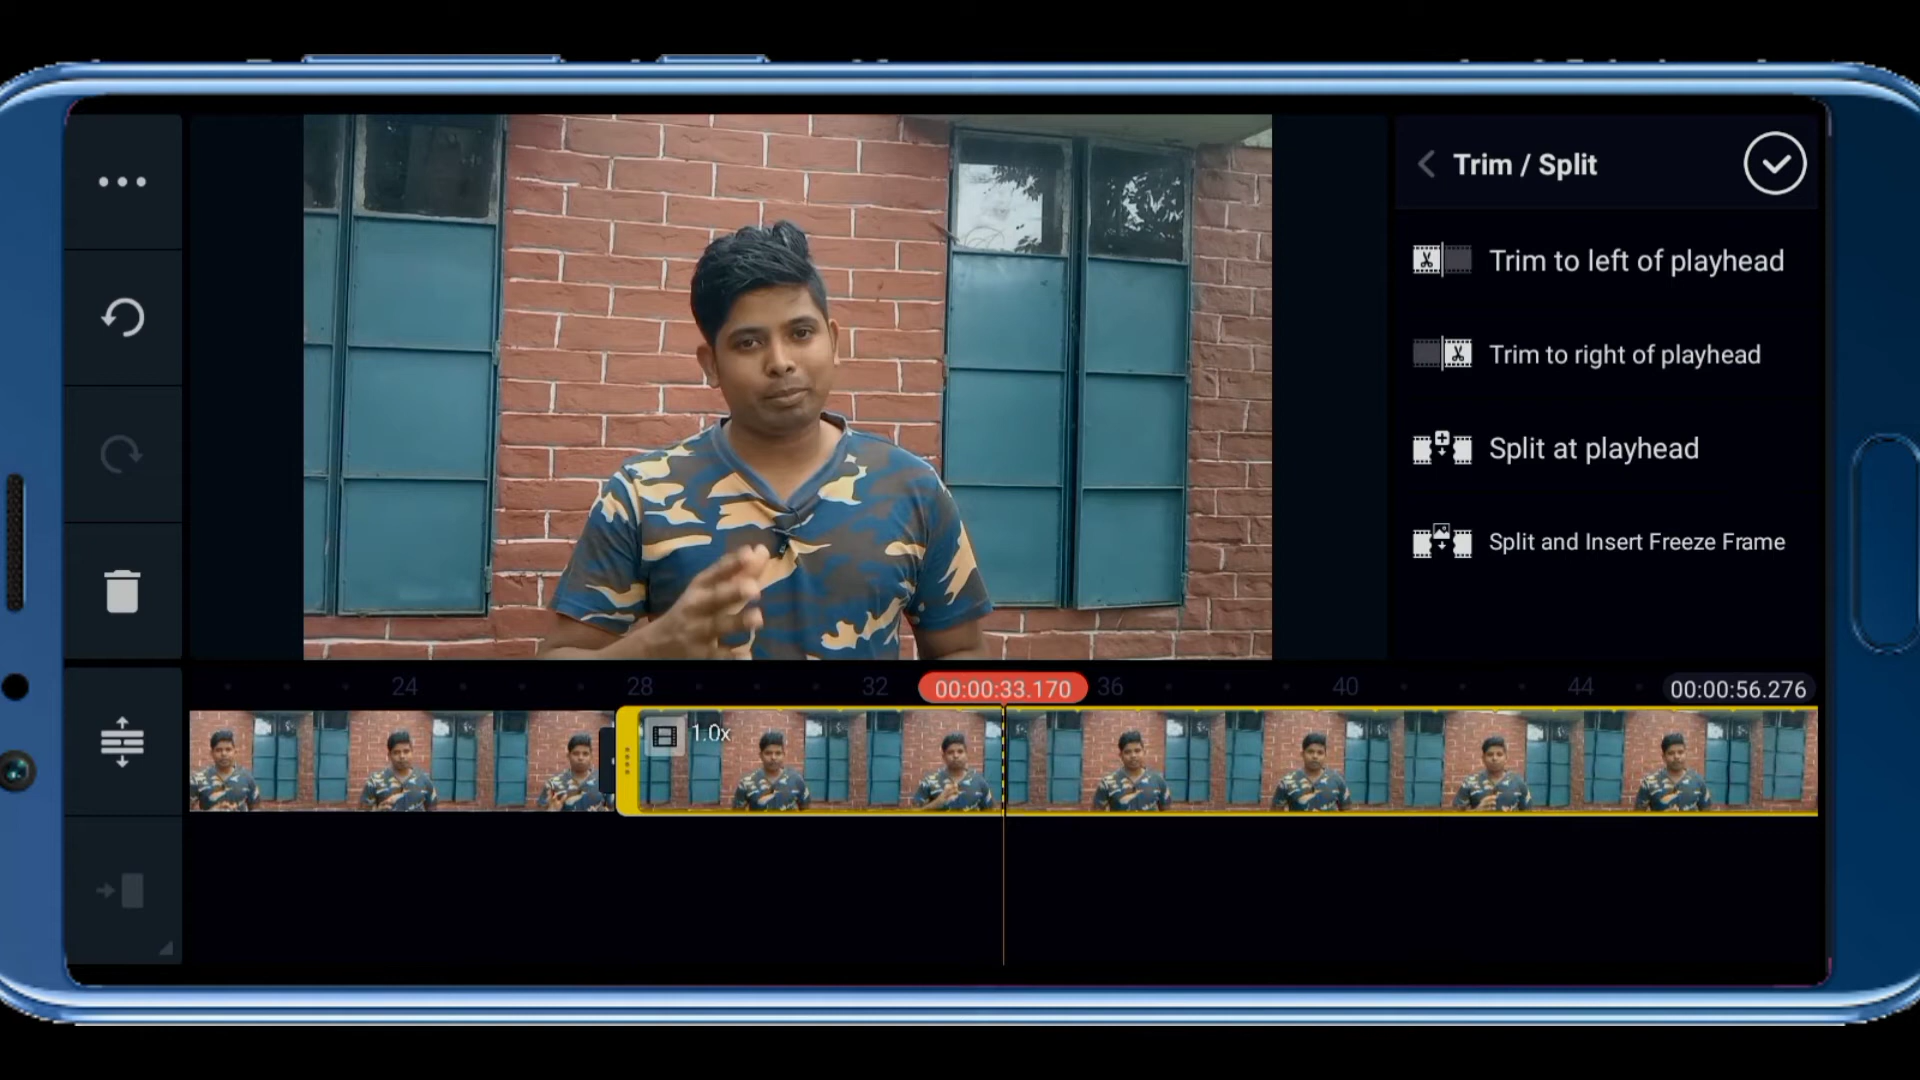 Trim / Split
Trim to left of playhead
Trim to right of playhead
Split at playhead
Split and Insert Freeze Frame
24 28 32 00:00:33.170 36 40 44 00:00:56.276
1.0x